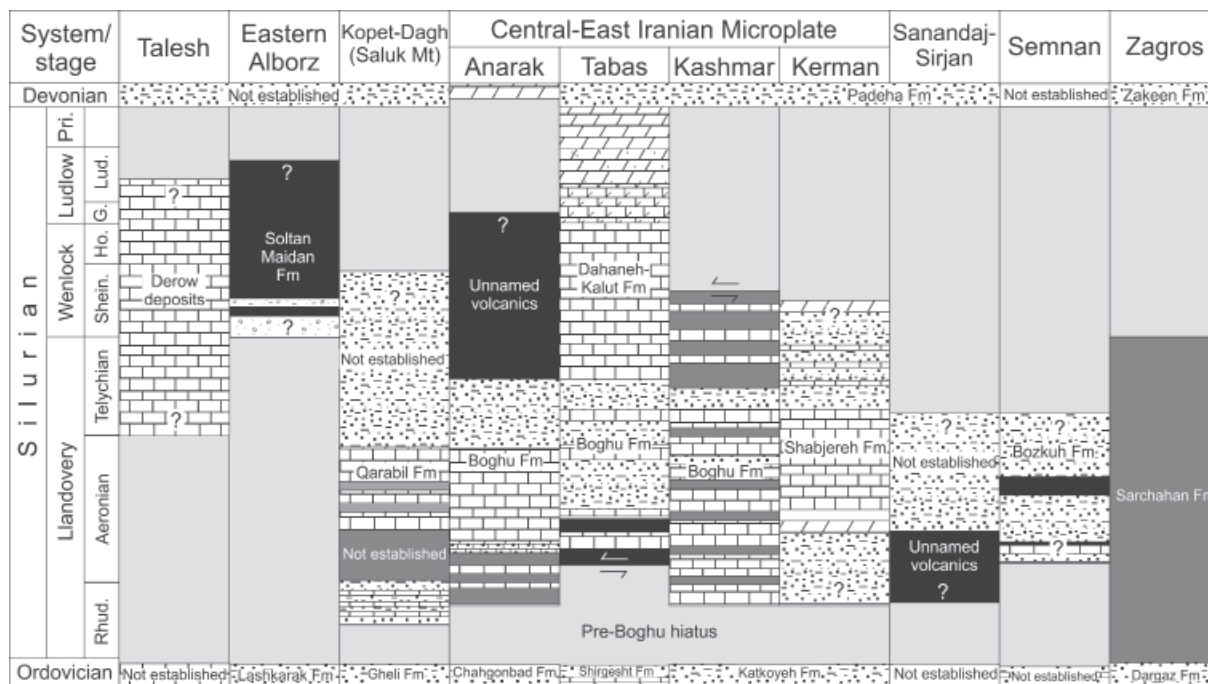 System/
stage
Talesh
Eastern
Alborz
Kopet-Dagh
(Saluk Mt)
Central-East Iranian Microplate
Anarak
Tabas
Kashmar
Kerman
Sanandaj-
Sirjan
Semnan
Zagros
Devonian
Not established
Padeha Fm
Not established
Zakeen Fm
Silurian
Ludlow
Wenlock
Llandovery
Pri.
Lud.
G.
Ho.
Shein.
Telychian
Aeronian
Rhud.
?
Derow
deposits
?
?
Soltan
Maidan
Fm
?
?
Not established
Qarabil Fm
Not established
?
Unnamed
volcanics
Boghu Fm
Dahaneh-
Kalut Fm
Boghu Fm
Boghu Fm
?
Shabjereh Fm
?
?
Not established
Unnamed
volcanics
?
?
Bozkuh Fm
?
Sarchahan Fm
Pre-Boghu hiatus
Ordovician
Not established
Lashkarak Fm
Gheli Fm
Chahgonbad Fm
Shirgesht Fm
Katkoyeh Fm
Not established
Not established
Dargaz Fm